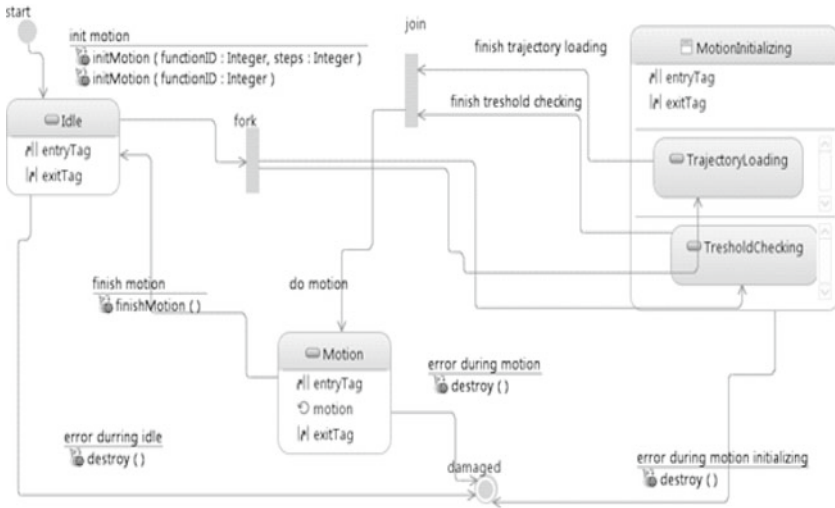 start
init motion
initMotion ( functionID : Integer, steps : Integer )
initMotion ( functionID : Integer )
join
finish trajectory loading
finish treshold checking
MotionInitializing
entryTag
exitTag
TrajectoryLoading
TresholdChecking
Idle
entryTag
exitTag
fork
finish motion
finishMotion ( )
do motion
Motion
entryTag
motion
exitTag
error during motion
destroy ( )
error durring idle
destroy ( )
damaged
error during motion initializing
destroy ( )